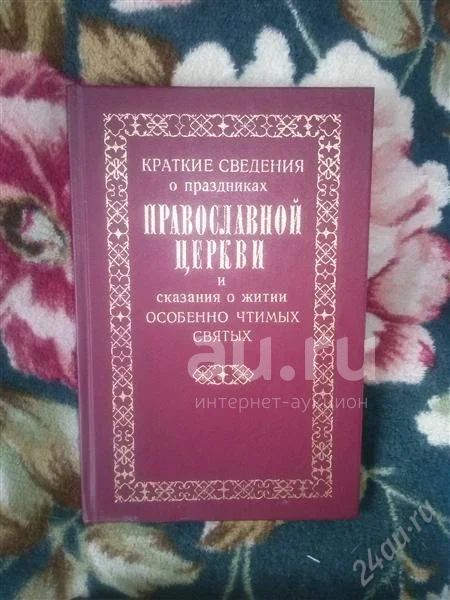 КРАТКИЕ СВЕДЕНИЯ
о праздниках
ПРАВОСЛАВНОЙ
ЦЕРКВИ
и
сказания о житии
ОСОБЕННО ЧТИМЫХ
СВЯТЫХ
au.ru
интернет-аукцион
24au.ru